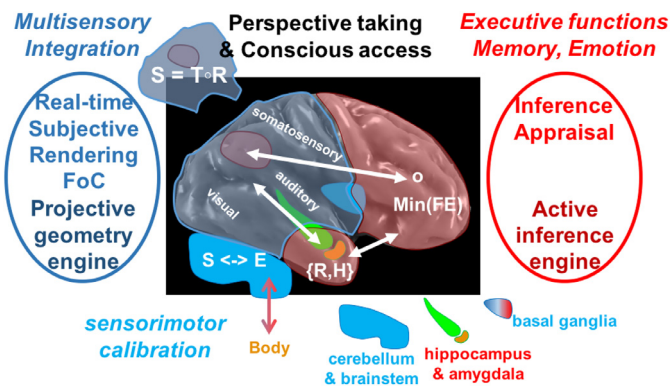 Multisensory
Integration
Perspective taking
& Conscious access
Executive functions
Memory, Emotion
S = T∘R
Real-time
Subjective
Rendering
FoC
Projective
geometry
engine
somatosensory
auditory
visual
o
Min(FE)
S <-> E
{R,H}
Inference
Appraisal
Active
inference
engine
sensorimotor
calibration
Body
cerebellum
& brainstem
hippocampus
& amygdala
basal ganglia